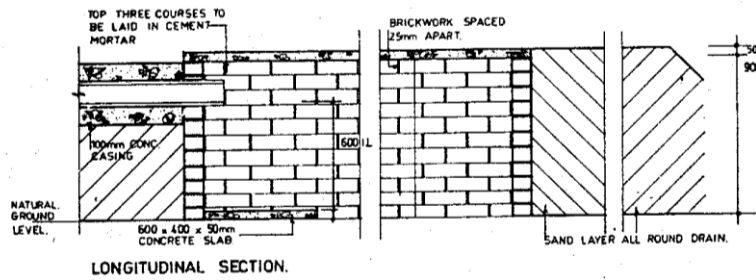 TOP THREE COURSES TO
BE LAID IN CEMENT
MORTAR
BRICKWORK SPACED
25mm APART.
100mm CONC.
CASING
600 I.L
NATURAL
GROUND
LEVEL.
600 x 400 x 50mm
CONCRETE SLAB
SAND LAYER ALL ROUND DRAIN.
LONGITUDINAL SECTION.